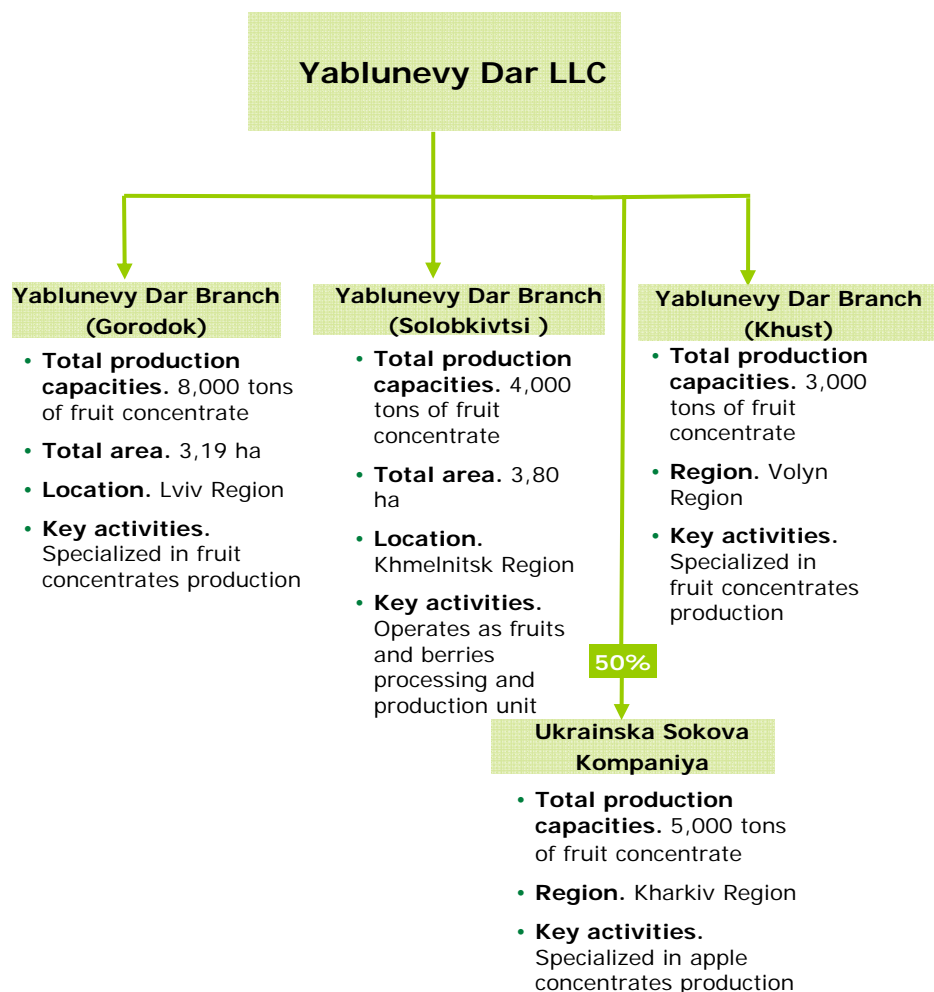 Yablunevy Dar LLC
Yablunevy Dar Branch
(Gorodok)
• Total production
capacities. 8,000 tons
of fruit concentrate
• Total area. 3,19 ha
• Location. Lviv Region
• Key activities.
Specialized in fruit
concentrates production
Yablunevy Dar Branch
(Solobkivtsi )
• Total production
capacities. 4,000
tons of fruit
concentrate
• Total area. 3,80
ha
• Location.
Khmelnitsk Region
• Key activities.
Operates as fruits
and berries
processing and
production unit
Yablunevy Dar Branch
(Khust)
• Total production
capacities. 3,000
tons of fruit
concentrate
• Region. Volyn
Region
• Key activities.
Specialized in
fruit concentrates
production
50%
Ukrainska Sokova
Kompaniya
• Total production
capacities. 5,000 tons
of fruit concentrate
• Region. Kharkiv Region
• Key activities.
Specialized in apple
concentrates production